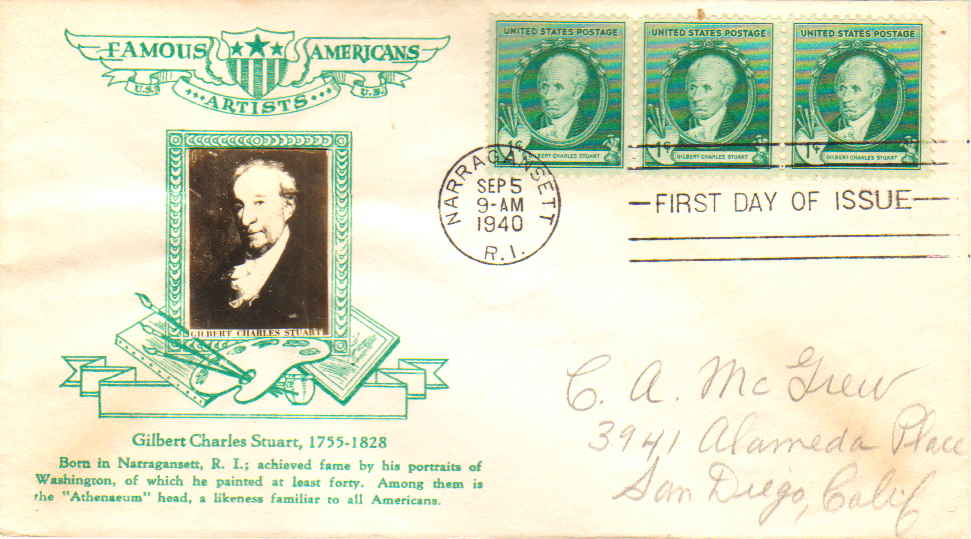 FAMOUS AMERICANS
U.S. U.S.
ARTISTS
GILBERT CHARLES STUART
Gilbert Charles Stuart, 1755-1828
Born in Narragansett, R. I.; achieved fame by his portraits of
Washington, of which he painted at least forty. Among them is
the "Athenaeum" head, a likeness familiar to all Americans.
UNITED STATES POSTAGE UNITED STATES POSTAGE UNITED STATES POSTAGE
1¢ 1¢ 1¢
GILBERT CHARLES STUART GILBERT CHARLES STUART GILBERT CHARLES STUART
NARRAGANSETT
SEP 5
9-AM
1940
R. I.
FIRST DAY OF ISSUE
C. A. McGrew
3941 Alameda Place
San Diego, Calif